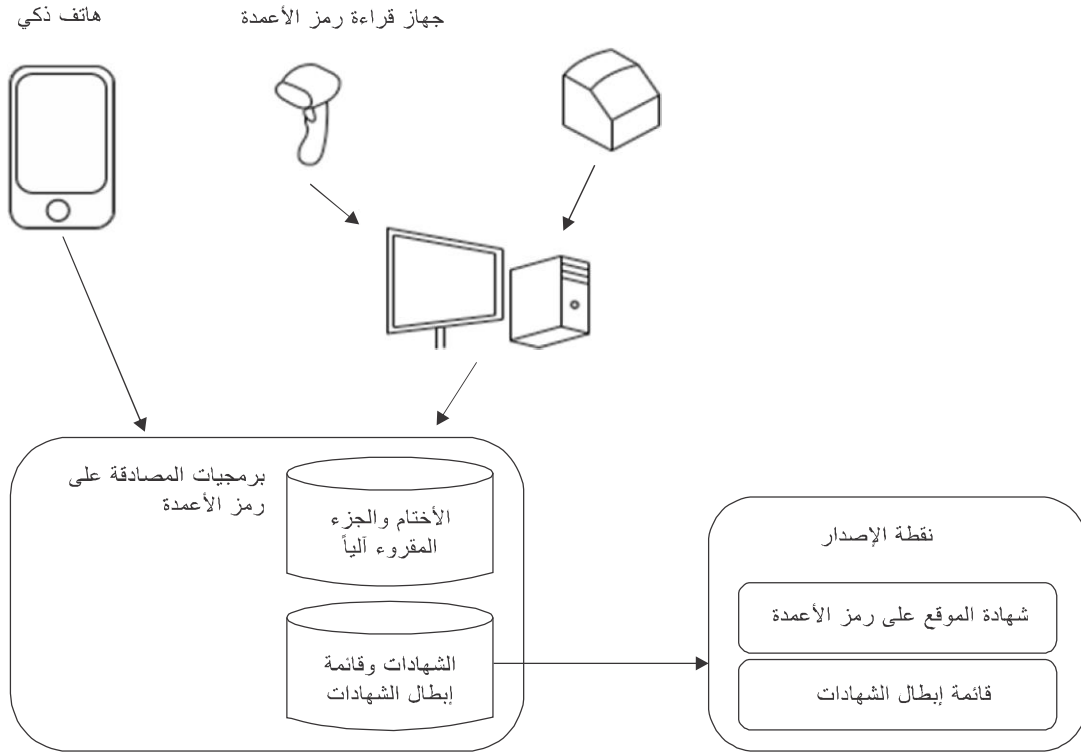 جهاز قراءة رمز الأعمدة
هاتف ذكي
برمجيات المصادقة على
رمز الأعمدة
الأختام والجزء
المقروء آلياً
الشهادات وقائمة
إبطال الشهادات
نقطة الإصدار
شهادة الموقع على رمز الأعمدة
قائمة إبطال الشهادات